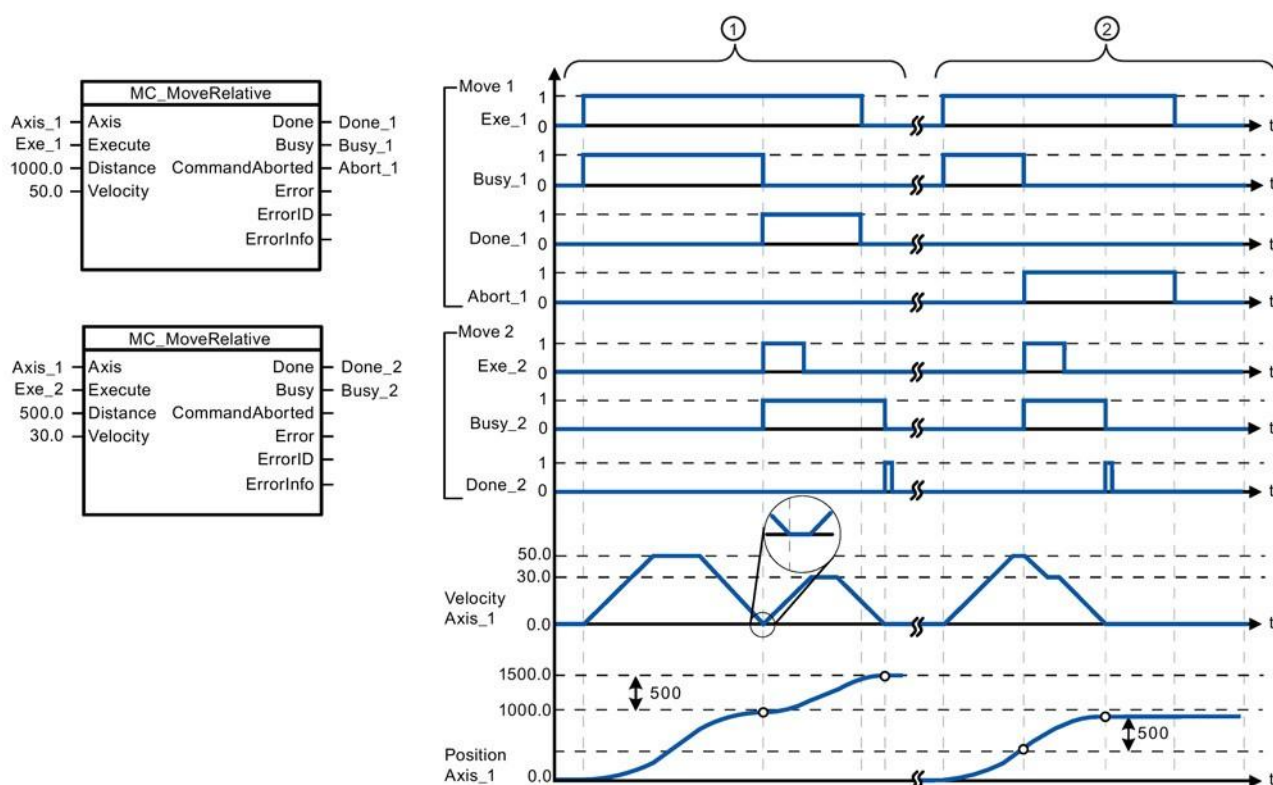 MC_MoveRelative
Axis_1 Axis Done Done_1
Exe_1 Execute Busy Busy_1
1000.0 Distance CommandAborted Abort_1
50.0 Velocity Error
ErrorID
ErrorInfo
MC_MoveRelative
Axis_1 Axis Done Done_2
Exe_2 Execute Busy Busy_2
500.0 Distance CommandAborted
30.0 Velocity Error
ErrorID
ErrorInfo
1 2
Move 1
1
Exe_1 0 t
1
Busy_1 0 t
1
Done_1 0 t
1
Abort_1 0 t
Move 2
1
Exe_2 0 t
1
Busy_2 0 t
1
Done_2 0 t
50.0
30.0
Velocity
Axis_1
0.0 t
1500.0
500
1000.0
500
Position
Axis_1
0.0 t